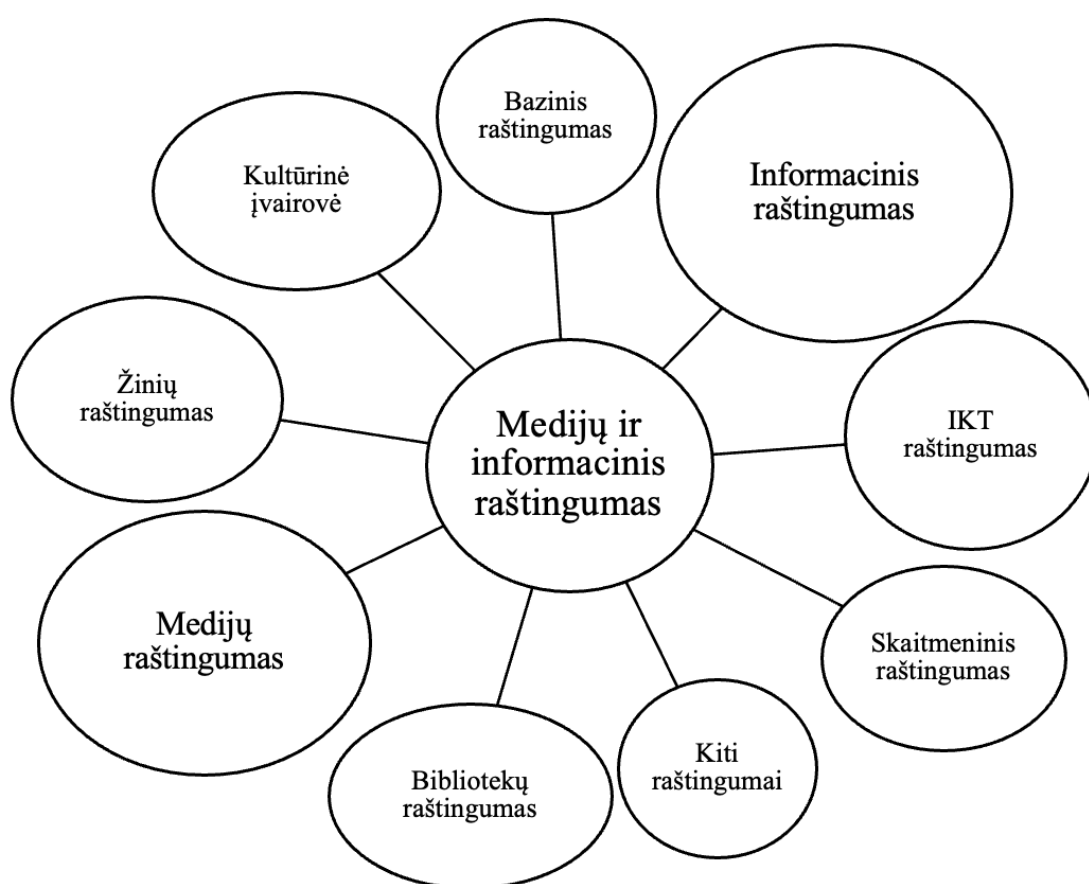 Bazinis
raštingumas
Informacinis
raštingumas
Kultūrinė
įvairovė
Žinių
raštingumas
Medijų ir
informacinis
raštingumas
IKT
raštingumas
Medijų
raštingumas
Skaitmeninis
raštingumas
Bibliotekų
raštingumas
Kiti
raštingumai